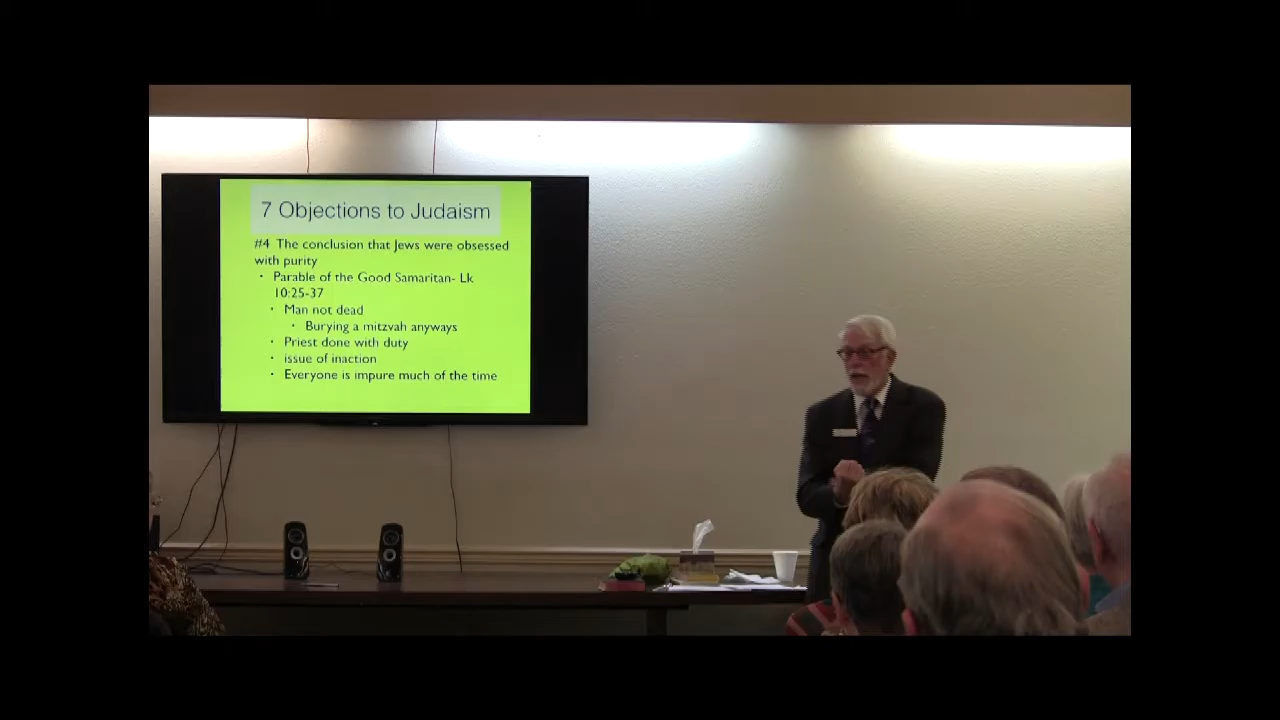 7 Objections to Judaism
#4 The conclusion that Jews were obsessed
with purity
• Parable of the Good Samaritan- Lk
10:25-37
• Man not dead
• Burying a mitzvah anyways
• Priest done with duty
• issue of inaction
• Everyone is impure much of the time